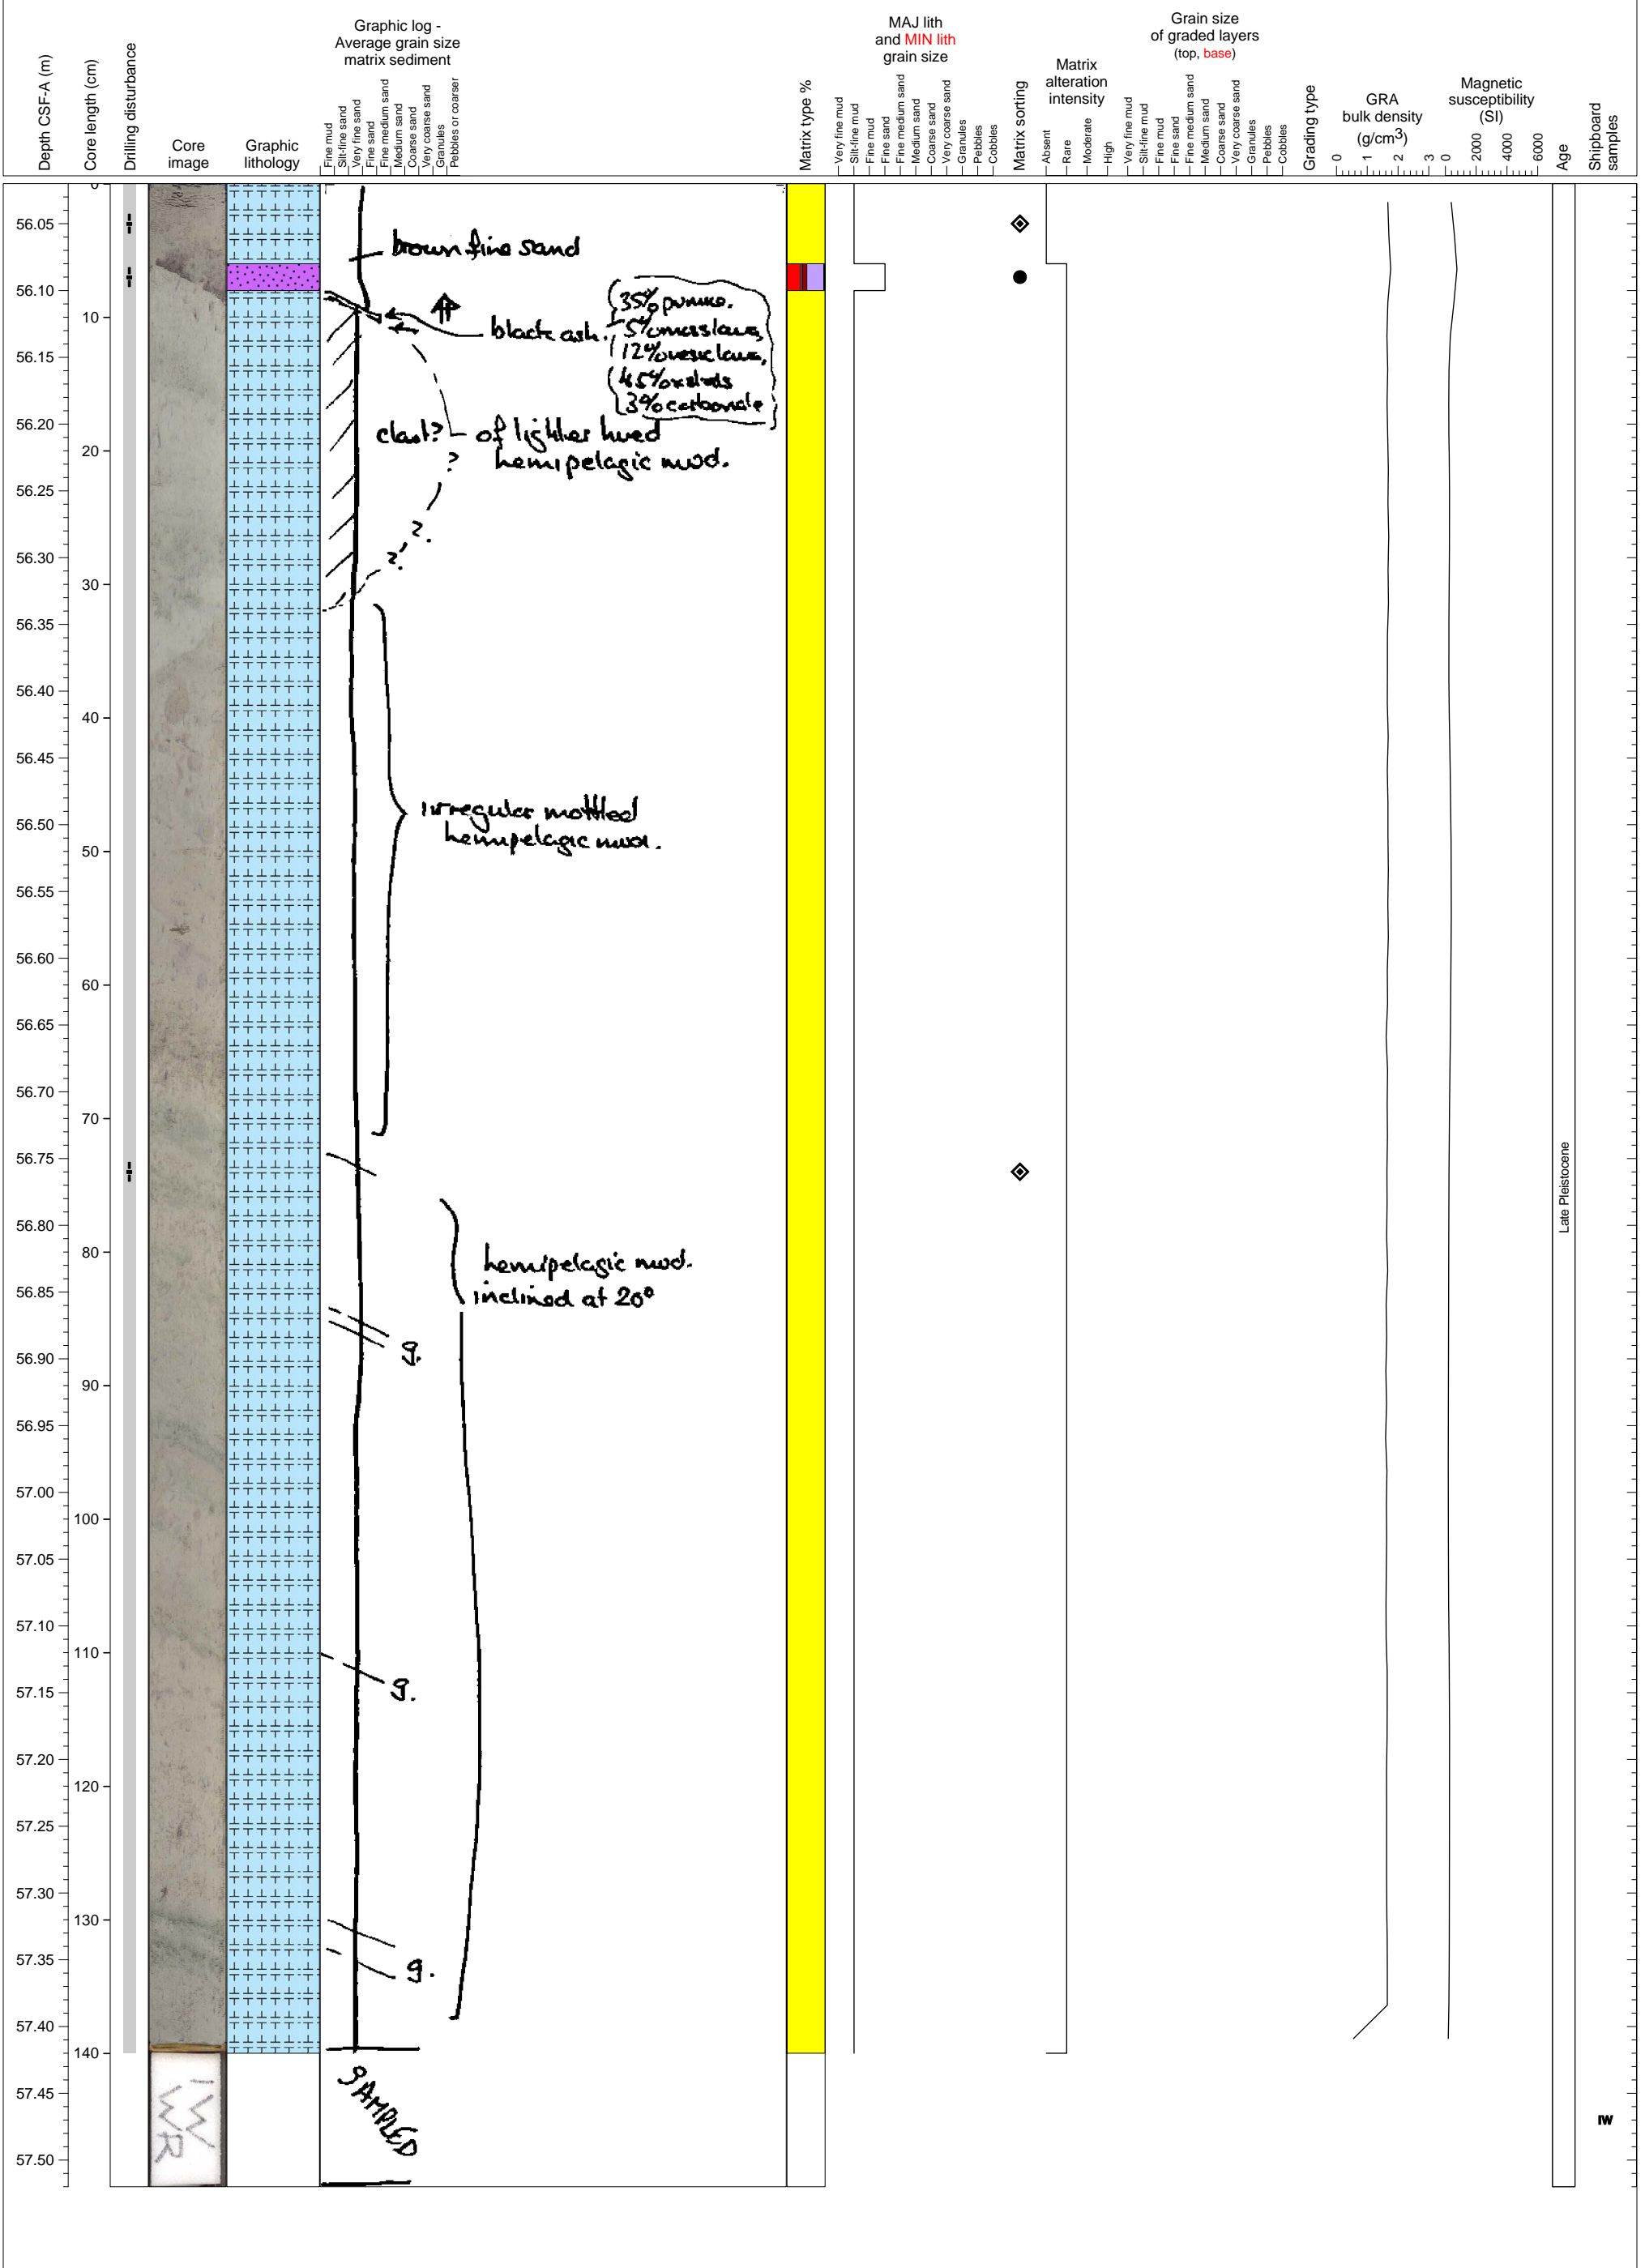 Depth CSF-A (m)
Core length (cm)
Drilling disturbance
Core
image
Graphic
lithology
Graphic log -
Average grain size
matrix sediment
Fine mud
Silt-fine sand
Very fine sand
Fine sand
Fine medium sand
Medium sand
Coarse sand
Very coarse sand
Granules
Pebbles or coarser
Matrix type %
MAJ lith
and MIN lith
grain size
Very fine mud
Silt-fine mud
Fine mud
Fine sand
Fine medium sand
Medium sand
Coarse sand
Very coarse sand
Granules
Pebbles
Cobbles
Matrix sorting
Matrix
alteration
intensity
Absent
Rare
Moderate
High
Grain size
of graded layers
(top, base)
Very fine mud
Silt-fine mud
Fine mud
Fine sand
Fine medium sand
Medium sand
Coarse sand
Very coarse sand
Granules
Pebbles
Cobbles
Grading type
GRA
bulk density
(g/cm3)
0 1 2 3
Magnetic
susceptibility
(SI)
0 2000 4000 6000
Age
Shipboard
samples
0
56.05
brown fine sand
56.10
10
35% pumice.
black ash. 5%
12%
45%
3% carbonate
56.15
56.20
clast? of lighter hued
20
? hemipelagic mud.
56.25
?.
56.30
?.
30
56.35
56.40
40
56.45
irregular mottled
56.50
hemipelagic mud.
50
56.55
56.60
60
56.65
56.70
70
56.75
Late Pleistocene
56.80
80
hemipelagic mud.
56.85
inclined at 20°
56.90
g.
90
56.95
57.00
100
57.05
57.10
110
57.15
g.
57.20
120
57.25
57.30
130
57.35
g.
57.40
140
57.45
SAMPLED
IWR
IW
57.50